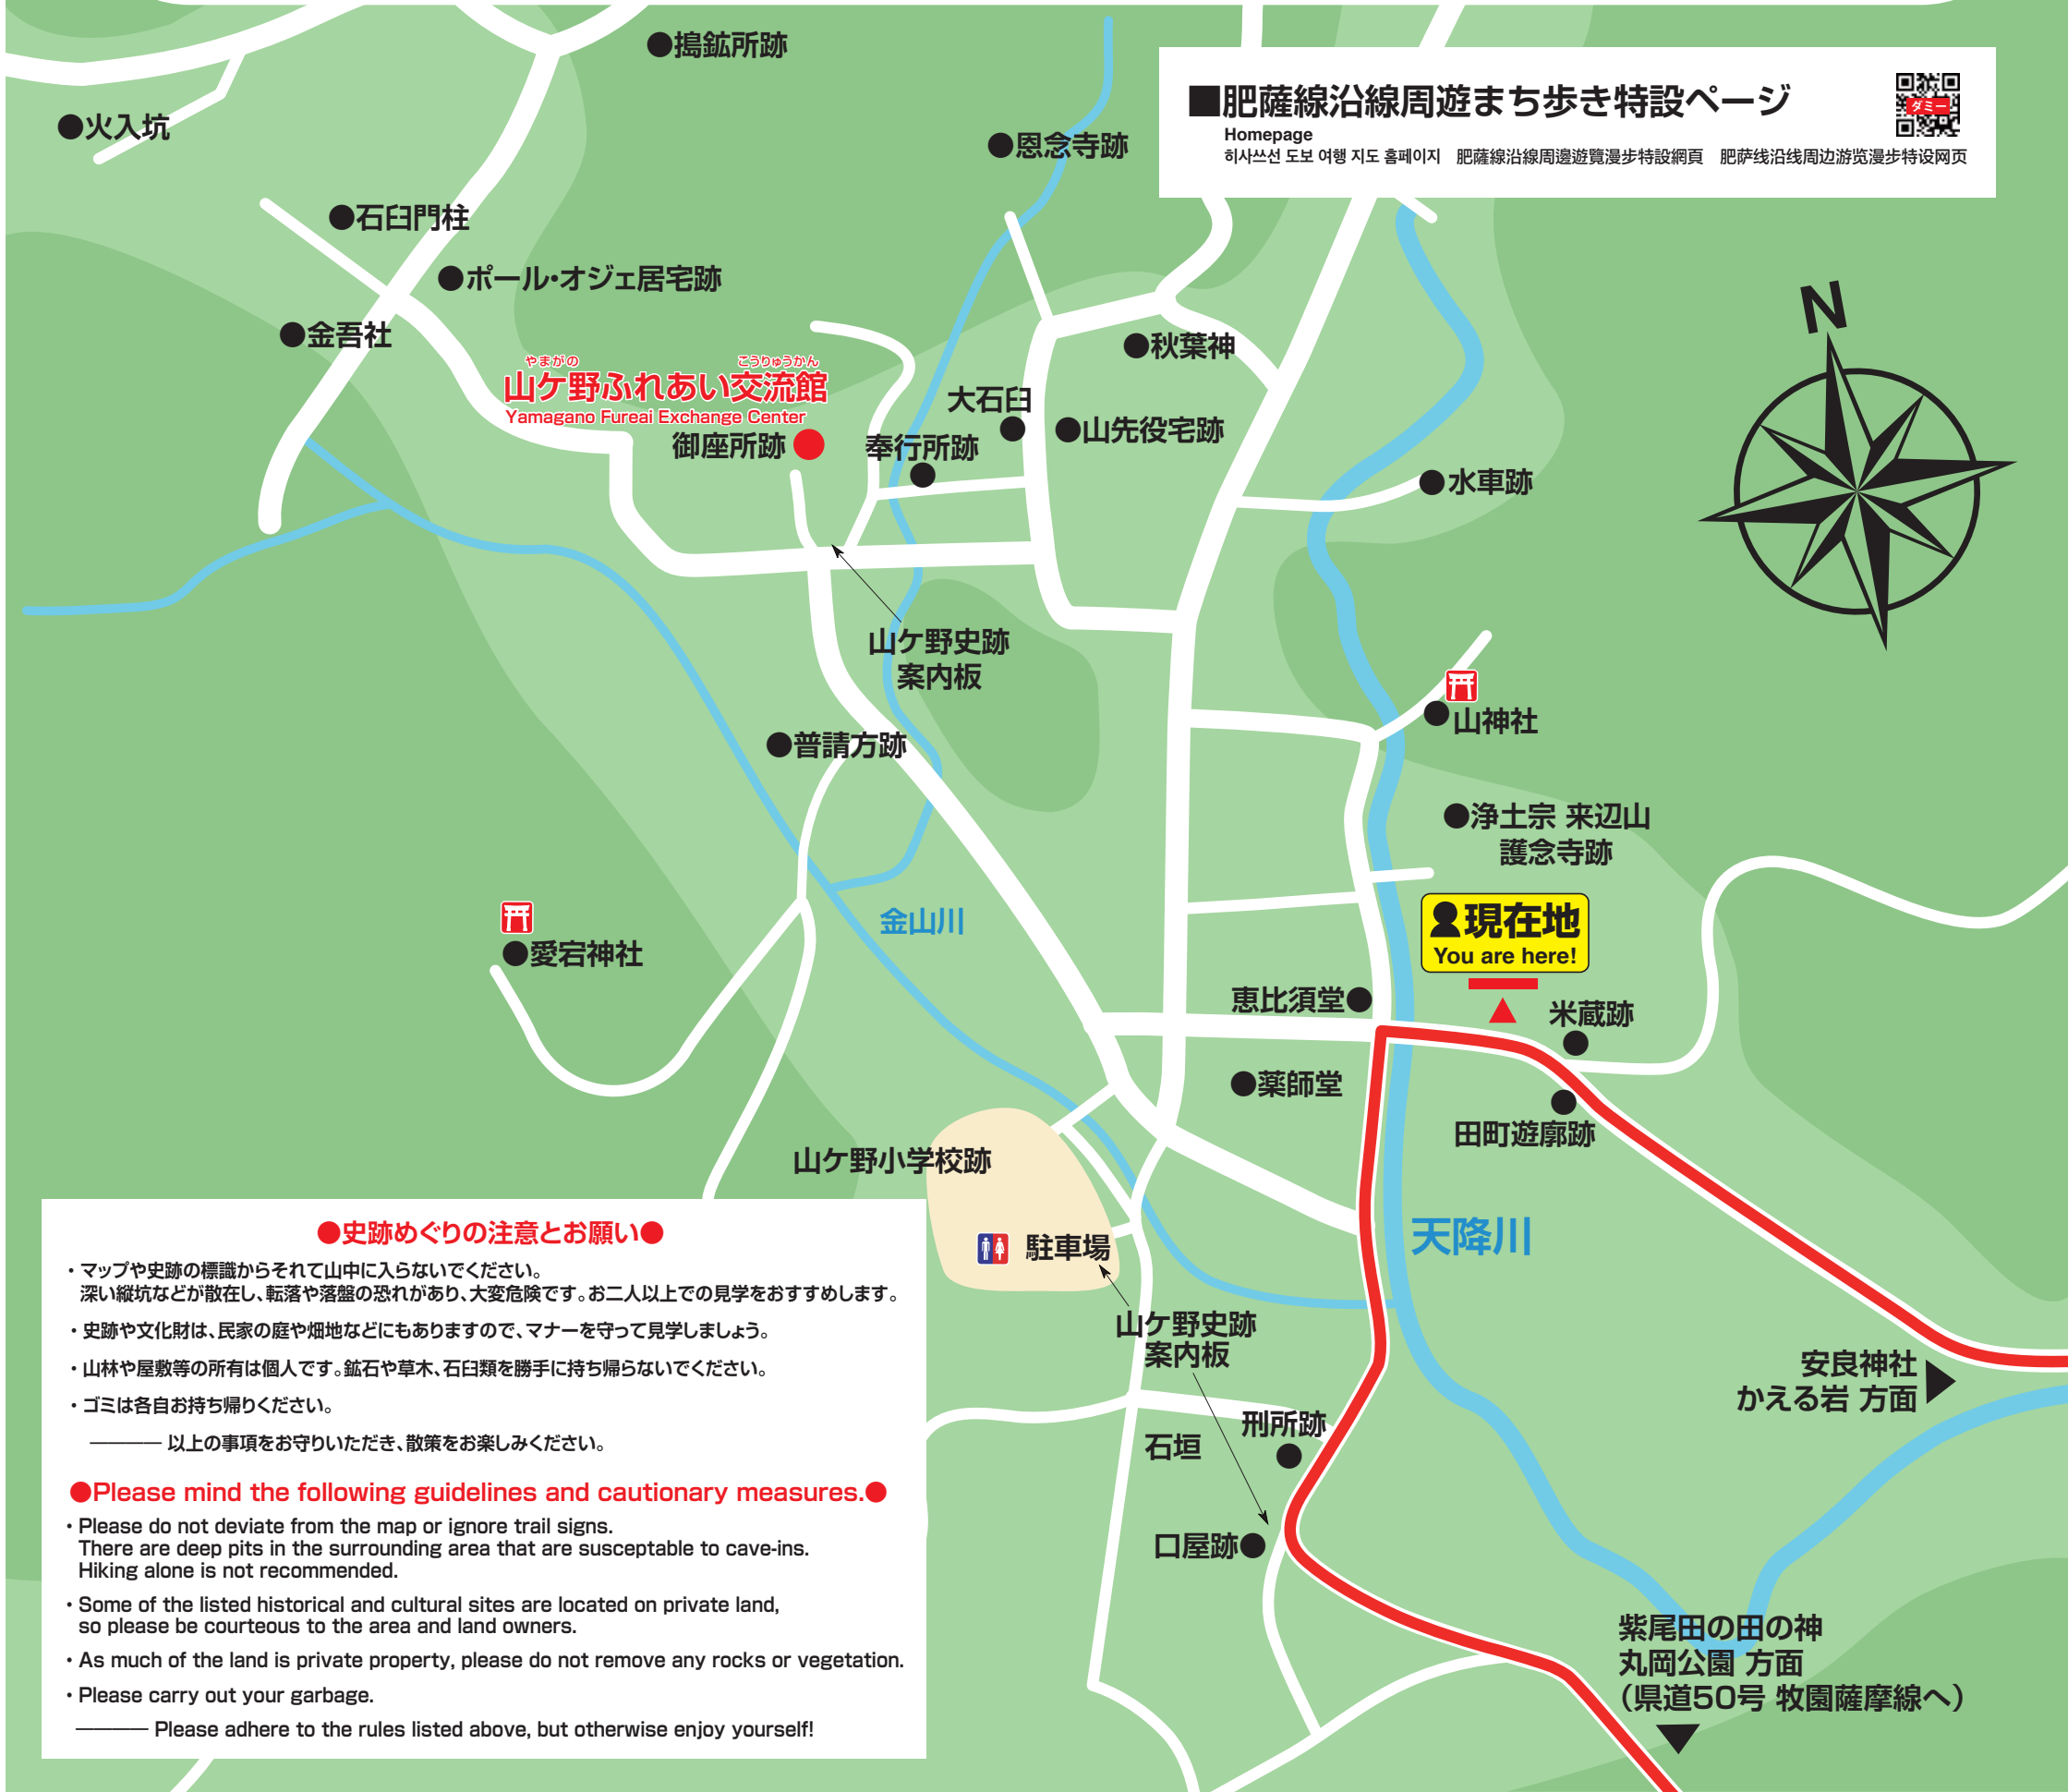 ●搗鉱所跡
■肥薩線沿線周遊まち歩き特設ページ
ダミー
Homepage
히사쓰선 도보 여행 지도 홈페이지　肥薩線沿線周邊遊覽漫步特設網頁　肥萨线沿线周边游览漫步特设网页
●火入坑
●恩念寺跡
●石臼門柱
●ポール・オジェ居宅跡
N
●金吾社
●秋葉神
やまがの　こうりゅうかん
山ケ野ふれあい交流館
Yamagano Fureai Exchange Center
御座所跡
大石臼
●山先役宅跡
奉行所跡
●水車跡
山ケ野史跡
案内板
●山神社
●普請方跡
●浄土宗 来辺山
護念寺跡
金山川
現在地
You are here!
●愛宕神社
恵比須堂●
米蔵跡
●薬師堂
田町遊廓跡
山ケ野小学校跡
天降川
駐車場
山ケ野史跡
案内板
安良神社
かえる岩 方面
刑所跡
石垣
口屋跡●
紫尾田の田の神
丸岡公園 方面
（県道50号 牧園薩摩線へ）
●史跡めぐりの注意とお願い●
・マップや史跡の標識からそれて山中に入らないでください。
深い縦坑などが散在し、転落や落盤の恐れがあり、大変危険です。お二人以上での見学をおすすめします。
・史跡や文化財は、民家の庭や畑地などにもありますので、マナーを守って見学しましょう。
・山林や屋敷等の所有は個人です。鉱石や草木、石臼類を勝手に持ち帰らないでください。
・ゴミは各自お持ち帰りください。
――――以上の事項をお守りいただき、散策をお楽しみください。
●Please mind the following guidelines and cautionary measures.●
・Please do not deviate from the map or ignore trail signs.
There are deep pits in the surrounding area that are susceptable to cave-ins.
Hiking alone is not recommended.
・Some of the listed historical and cultural sites are located on private land,
so please be courteous to the area and land owners.
・As much of the land is private property, please do not remove any rocks or vegetation.
・Please carry out your garbage.
――――Please adhere to the rules listed above, but otherwise enjoy yourself!